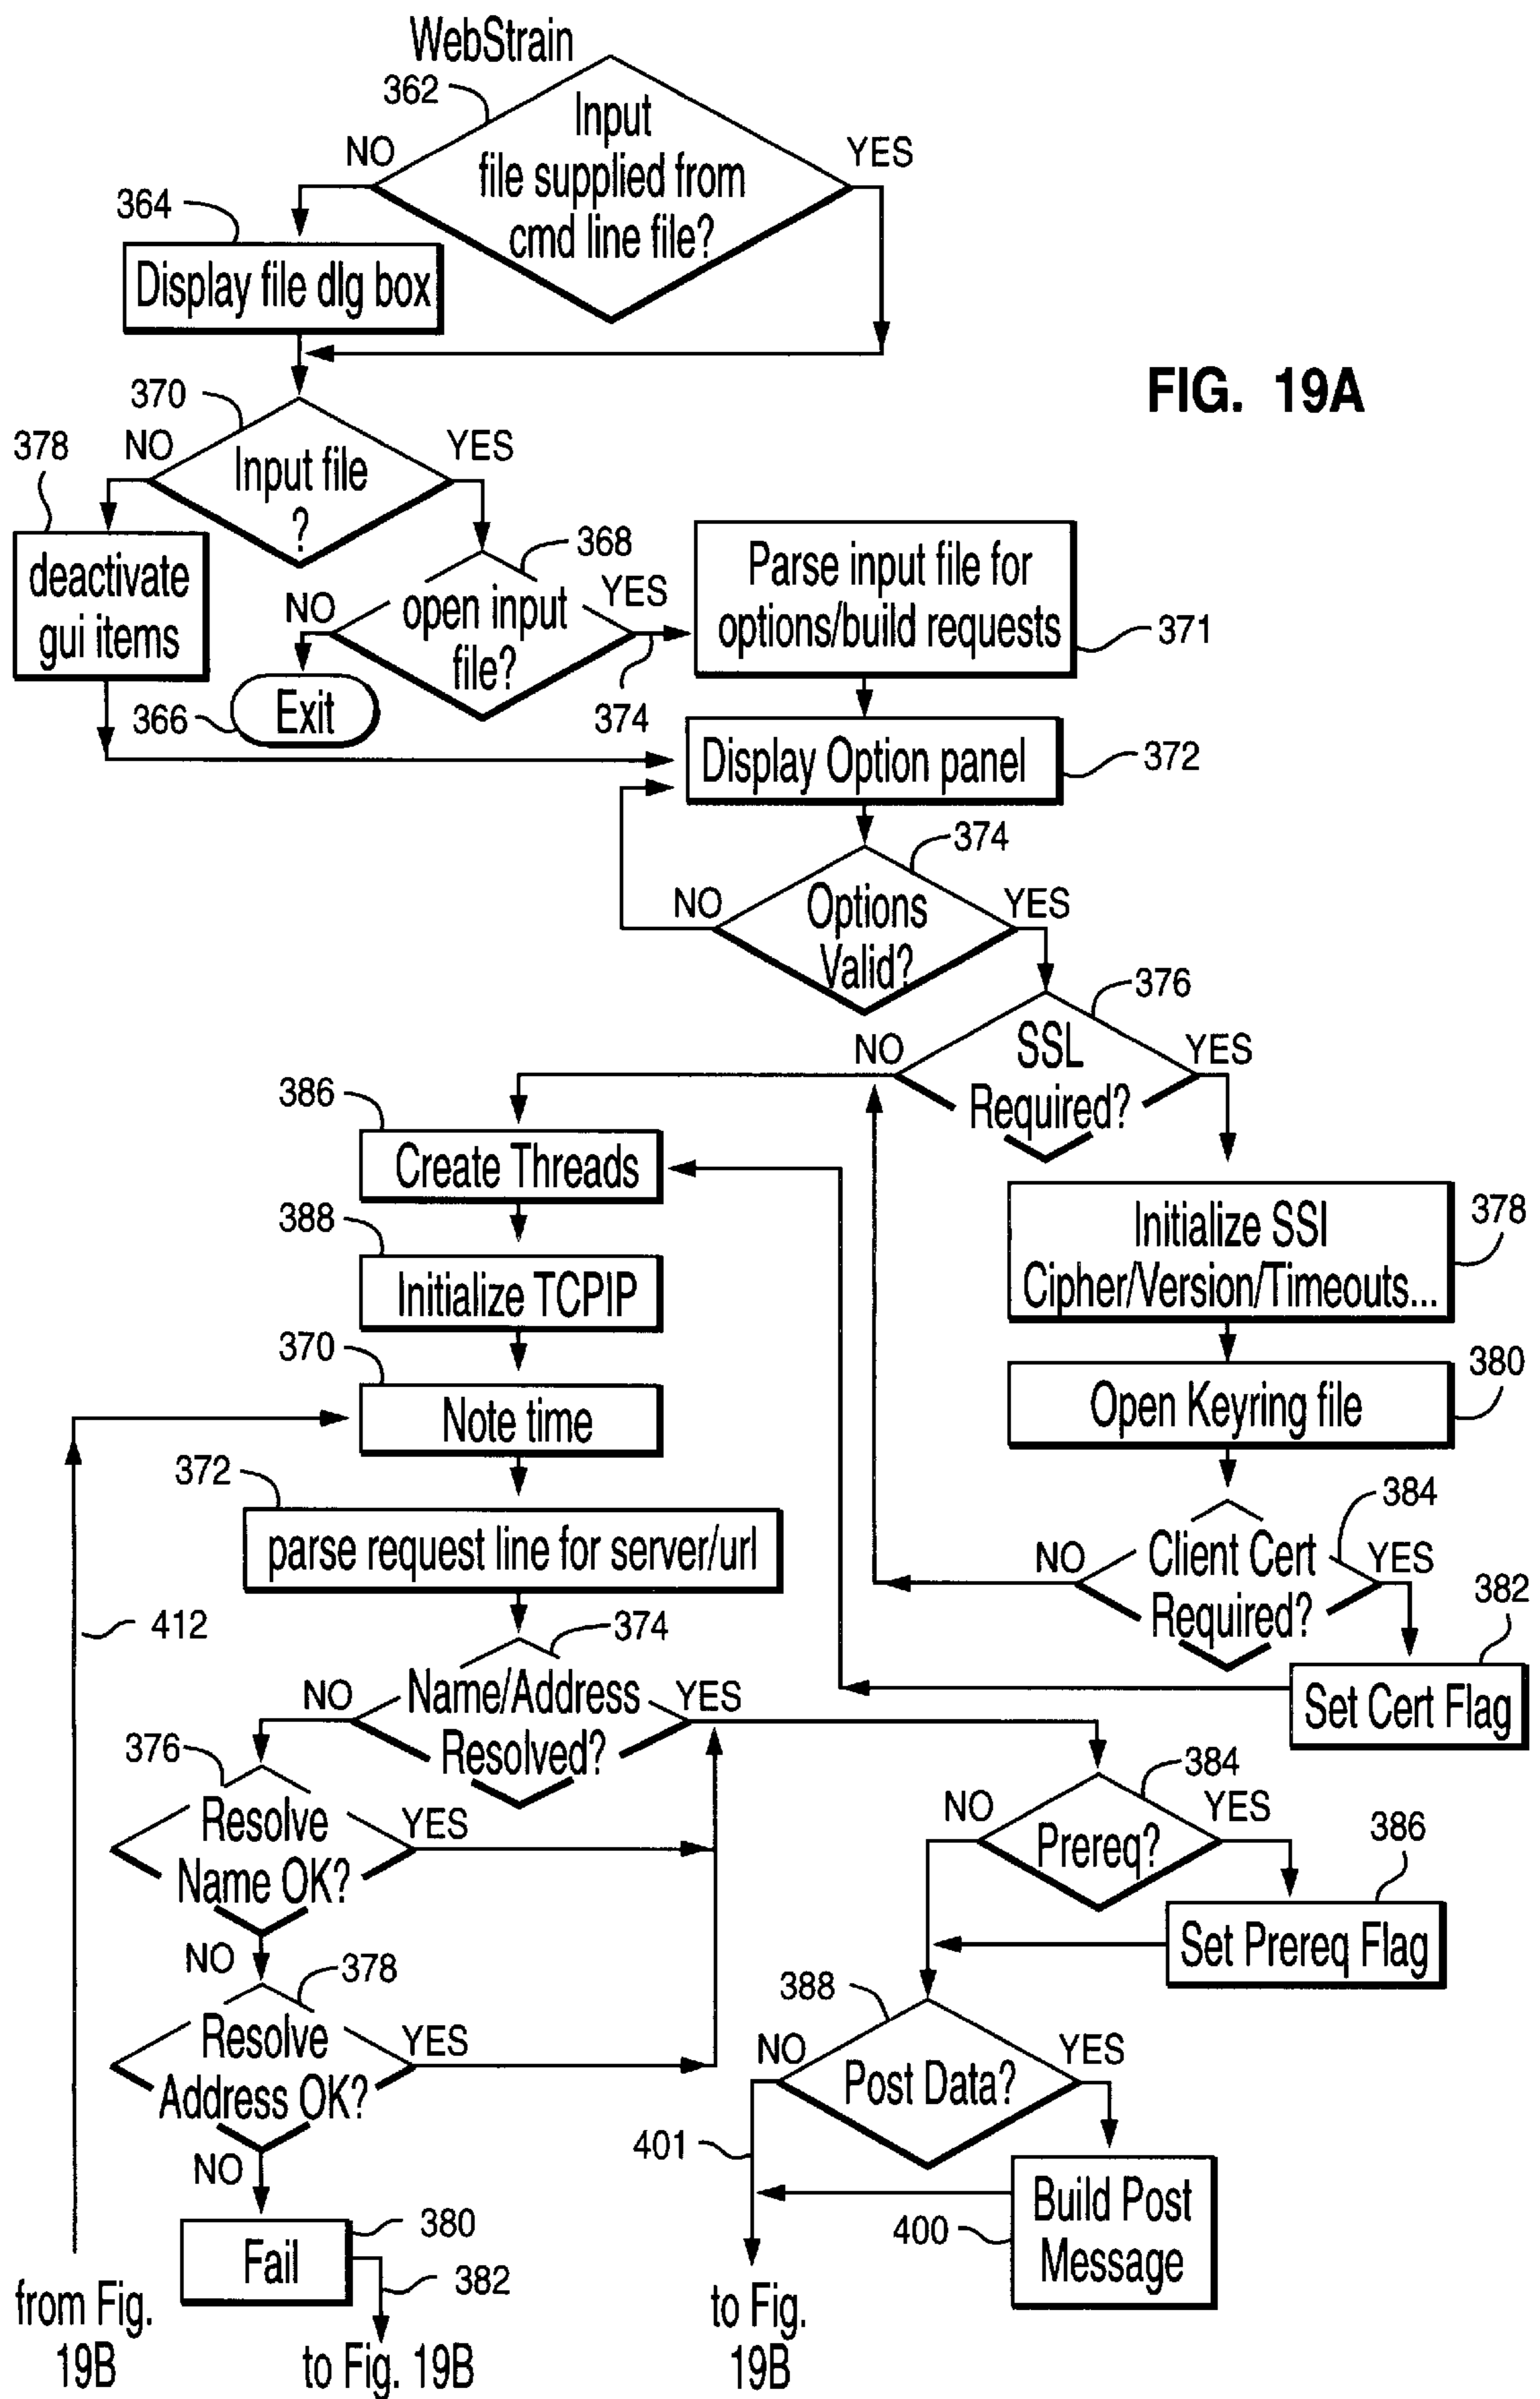 WebStrain
362
Input
file supplied from
cmd line file?
NO
YES
364
Display file dlg box
FIG. 19A
370
378
NO
YES
Input file
?
deactivate
gui items
368
NO
YES
open input
file?
374
Parse input file for
options/build requests
371
Exit
366
Display Option panel
372
374
NO
YES
Options
Valid?
376
NO
YES
SSL
Required?
386
Create Threads
388
Initialize TCPIP
Initialize SSI
Cipher/Version/Timeouts...
378
370
Note time
380
Open Keyring file
372
parse request line for server/url
384
NO
YES
Client Cert
Required?
382
Set Cert Flag
412
374
NO
YES
Name/Address
Resolved?
376
YES
Resolve
Name OK?
NO
384
NO
YES
Prereq?
386
Set Prereq Flag
378
YES
Resolve
Address OK?
NO
388
NO
YES
Post Data?
401
Build Post
Message
400
380
Fail
382
from Fig.
19B
to Fig. 19B
to Fig.
19B